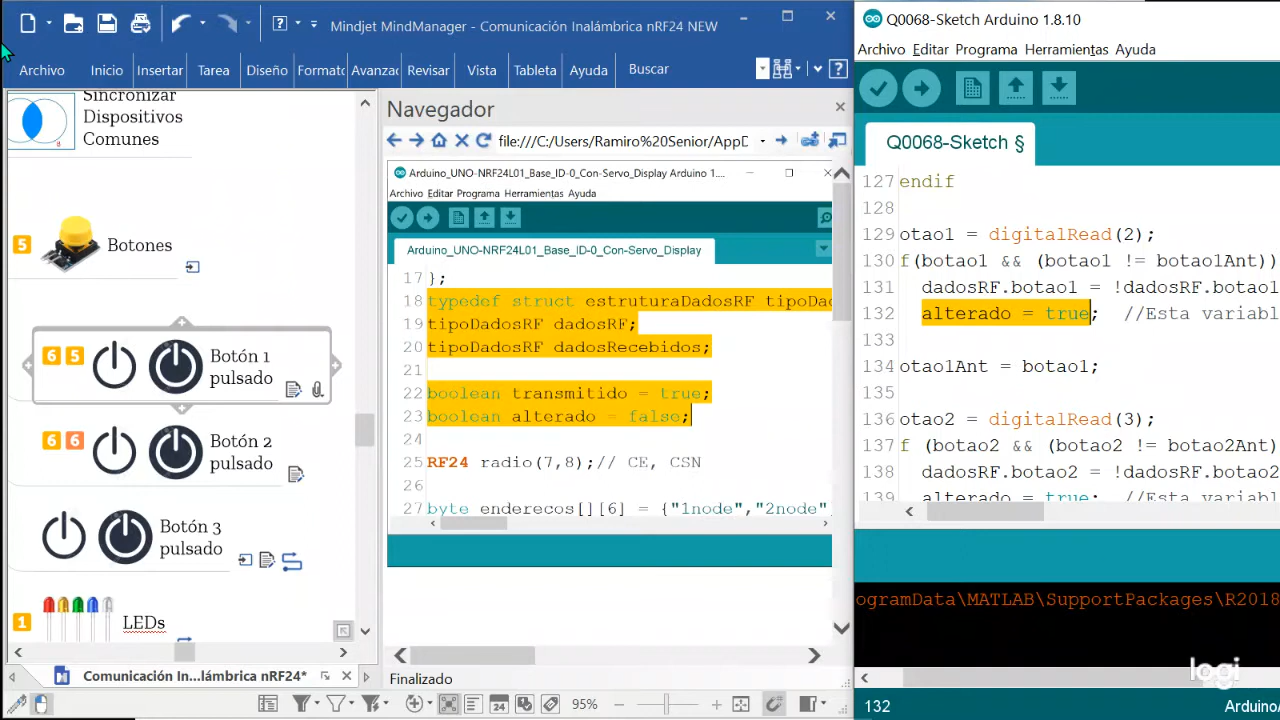 Mindjet MindManager - Comunicación Inalámbrica nRF24 NEW
Archivo Inicio Insertar Tarea Diseño Formato Avanza Revisar Vista Tableta Ayuda Buscar
Sincronizar
Dispositivos
Comunes
5 Botones
6 5 Botón 1
pulsado
6 6 Botón 2
pulsado
Botón 3
pulsado
1 LEDs
Comunicación In...lámbrica nRF24*
Navegador
file:///C:/Users/Ramiro%20Senior/AppD
Arduino_UNO-NRF24L01_Base_ID-0_Con-Servo_Display Arduino 1....
Archivo Editar Programa Herramientas Ayuda
Arduino_UNO-NRF24L01_Base_ID-0_Con-Servo_Display
17 };
18 typedef struct estruturaDadosRF tipoDad
19 tipoDadosRF dadosRF;
20 tipoDadosRF dadosRecebidos;
21
22 boolean transmitido = true;
23 boolean alterado = false;
24
25 RF24 radio(7,8);// CE, CSN
26
27 byte enderecos[][6] = {"1node","2node"
Finalizado
24 95%
Q0068-Sketch Arduino 1.8.10
Archivo Editar Programa Herramientas Ayuda
Q0068-Sketch §
127 endif
128
129 otao1 = digitalRead(2);
130 f(botao1 && (botao1 != botao1Ant))
131 dadosRF.botao1 = !dadosRF.botao1
132 alterado = true; //Esta variabl
133
134 otao1Ant = botao1;
135
136 otao2 = digitalRead(3);
137 f (botao2 && (botao2 != botao2Ant)
138 dadosRF.botao2 = !dadosRF.botao2
139 alterado = true; //Esta variabl
ogramData\MATLAB\SupportPackages\R2018
logi
132 Arduino/